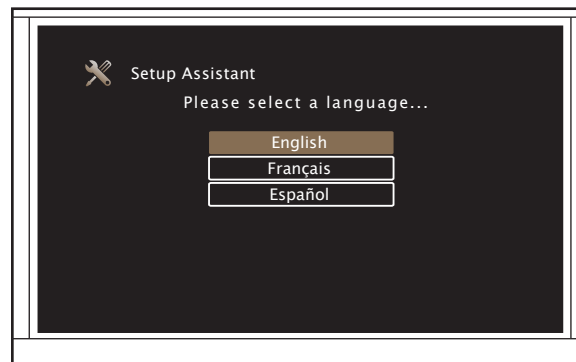 Setup Assistant
Please select a language...
English
Français
Español